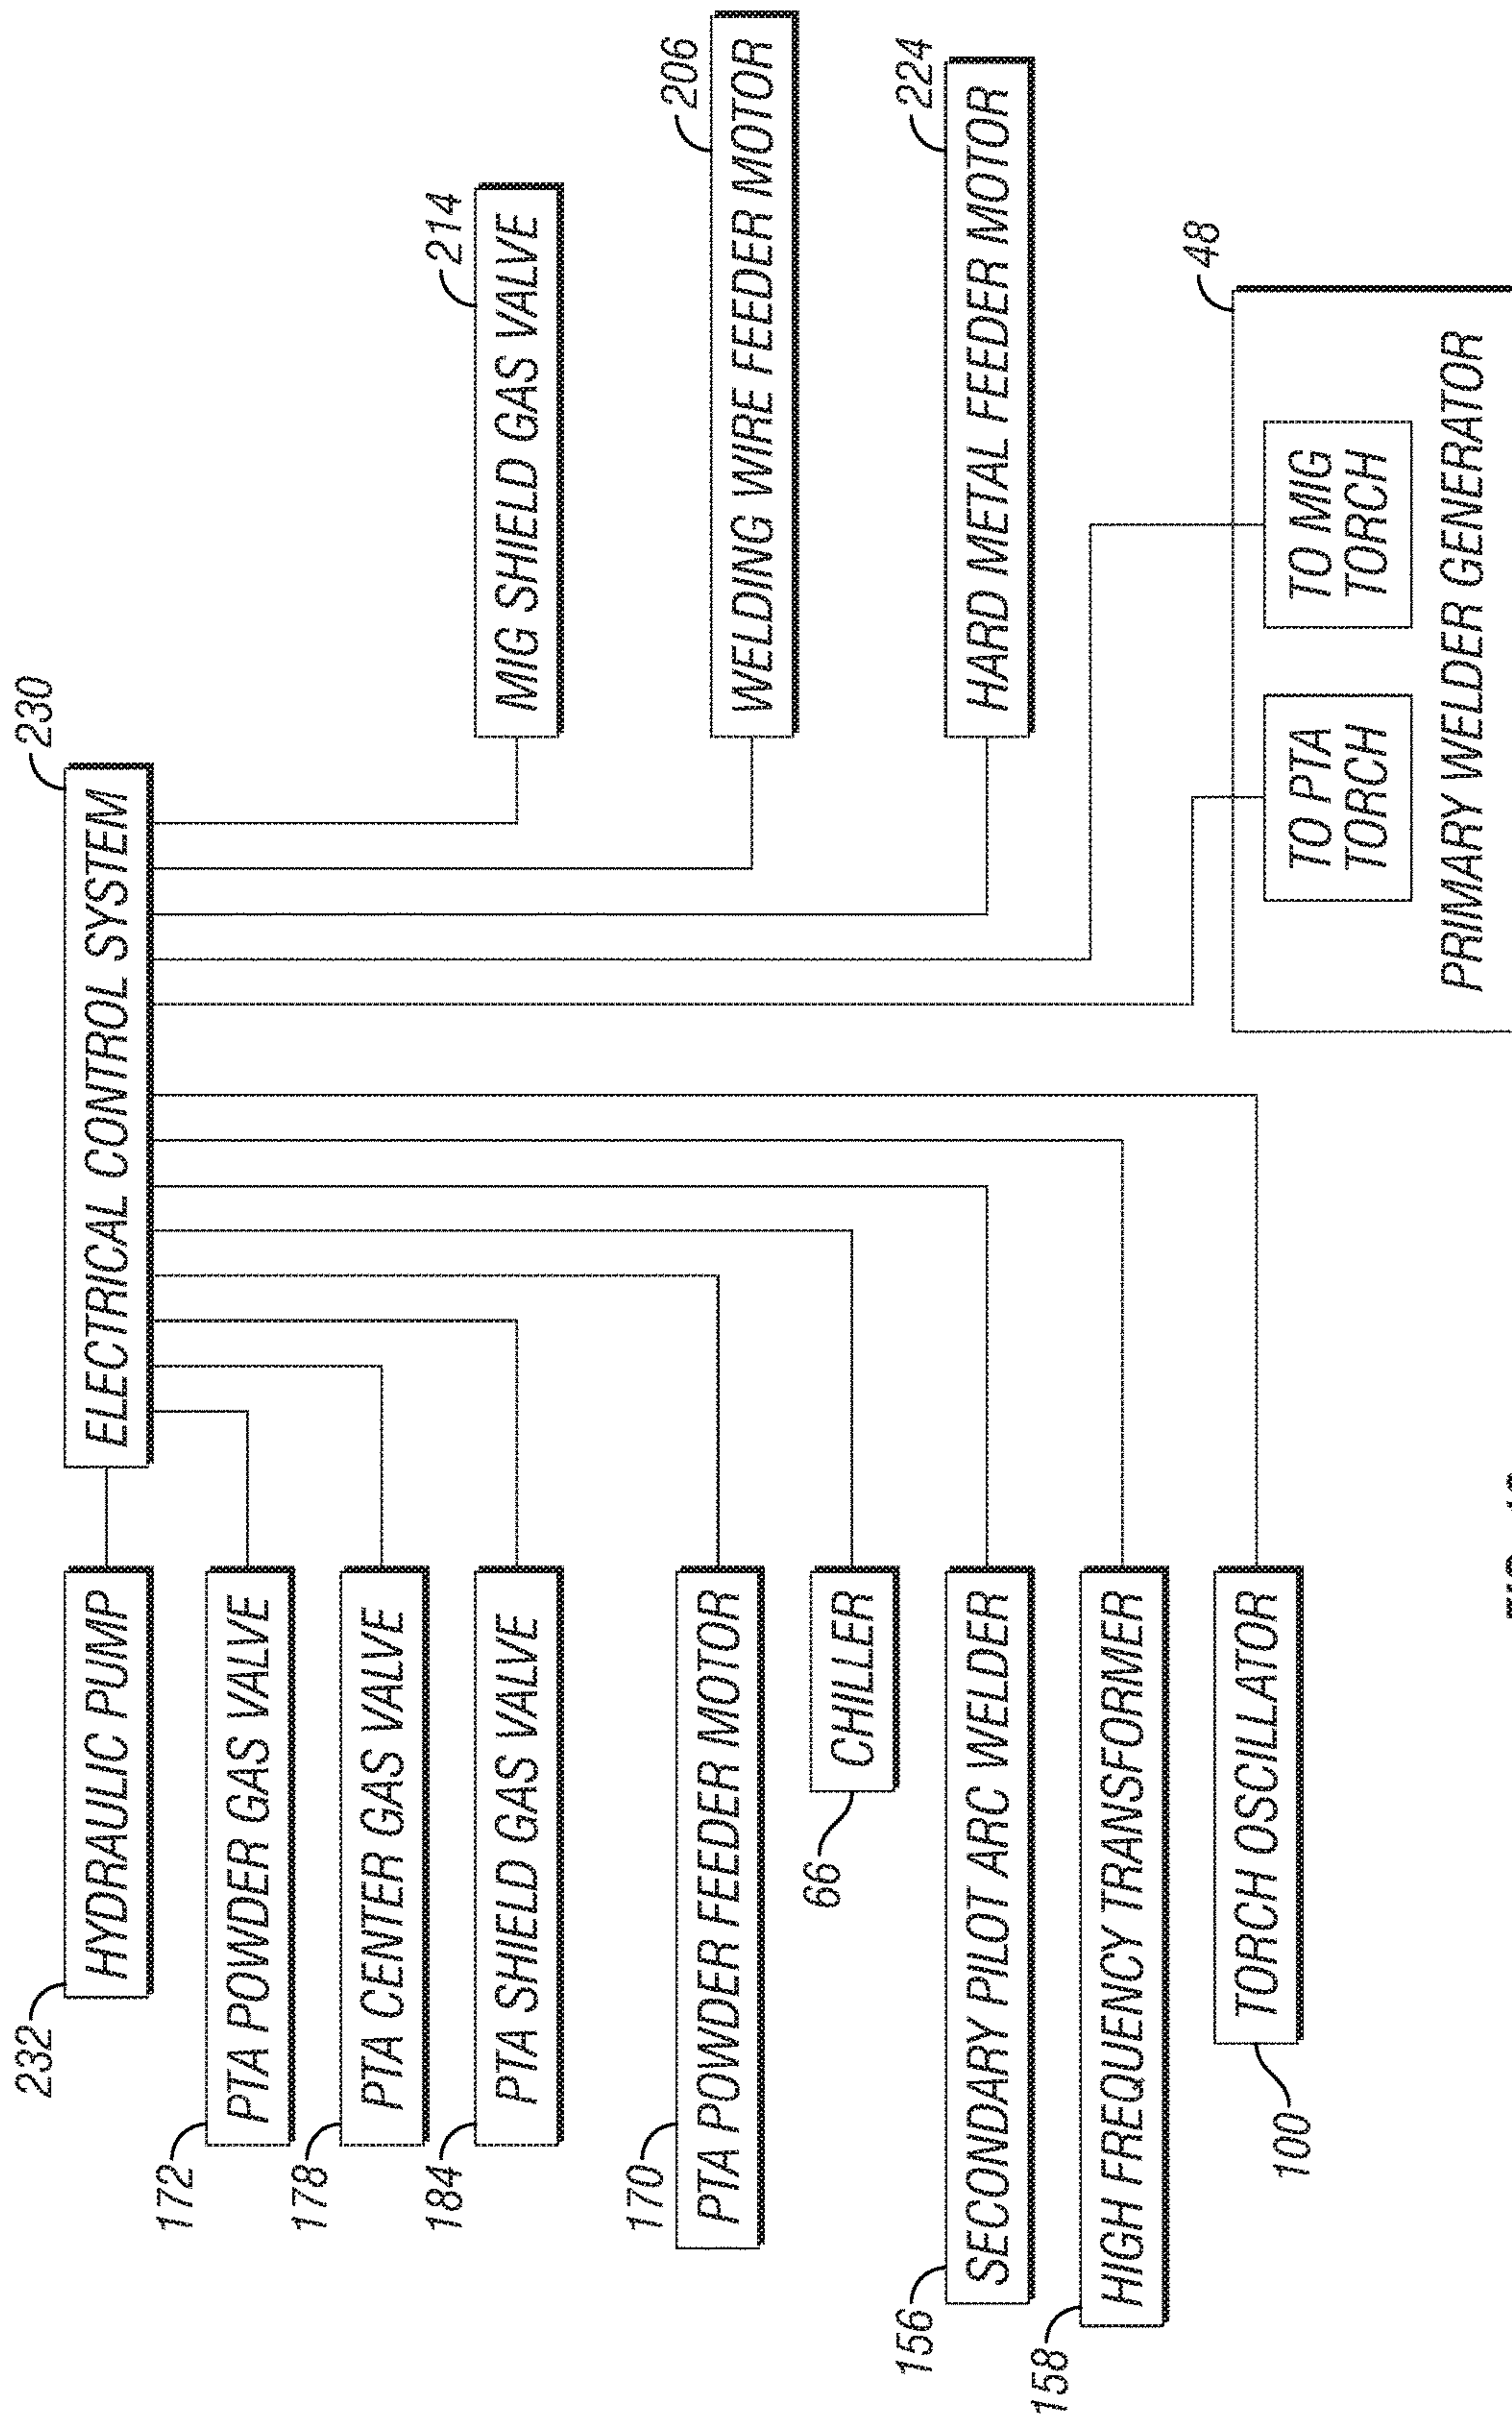 230
ELECTRICAL CONTROL SYSTEM
232
HYDRAULIC PUMP
172
PTA POWDER GAS VALVE
178
PTA CENTER GAS VALVE
184
PTA SHIELD GAS VALVE
170
PTA POWDER FEEDER MOTOR
66
CHILLER
156
SECONDARY PILOT ARC WELDER
158
HIGH FREQUENCY TRANSFORMER
100
TORCH OSCILLATOR
214
MIG SHIELD GAS VALVE
206
WELDING WIRE FEEDER MOTOR
224
HARD METAL FEEDER MOTOR
48
TO PTA
TORCH
TO MIG
TORCH
PRIMARY WELDER GENERATOR